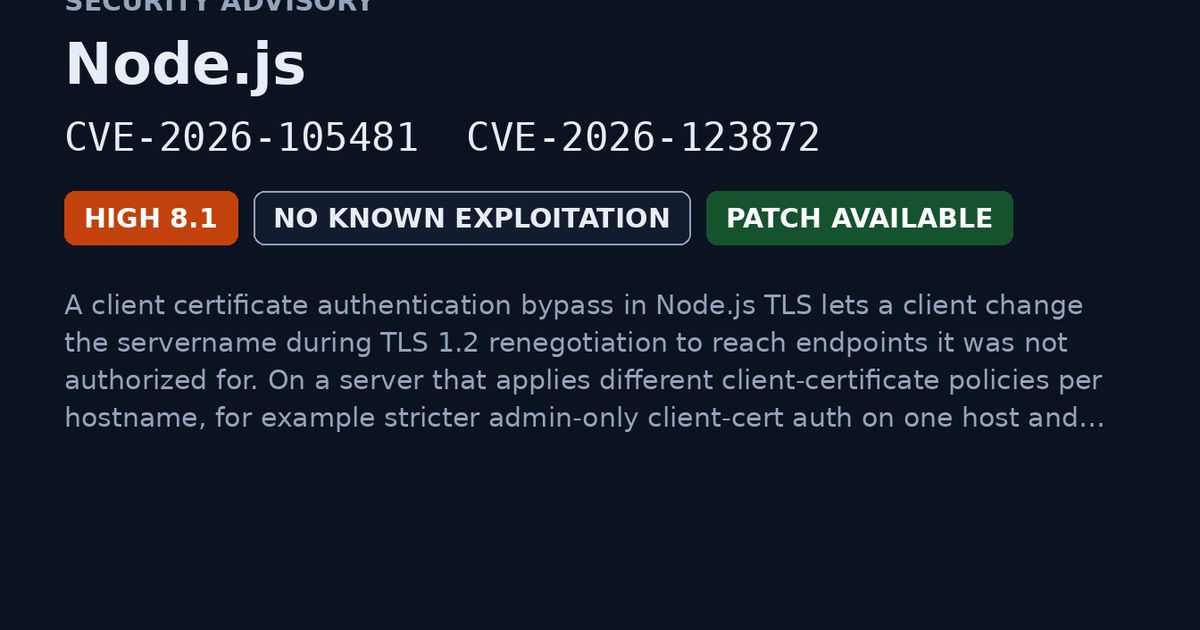 SECURITY ADVISORY
Node.js
CVE-2026-105481 CVE-2026-123872
HIGH 8.1 NO KNOWN EXPLOITATION PATCH AVAILABLE
A client certificate authentication bypass in Node.js TLS lets a client change
the servername during TLS 1.2 renegotiation to reach endpoints it was not
authorized for. On a server that applies different client-certificate policies per
hostname, for example stricter admin-only client-cert auth on one host and...